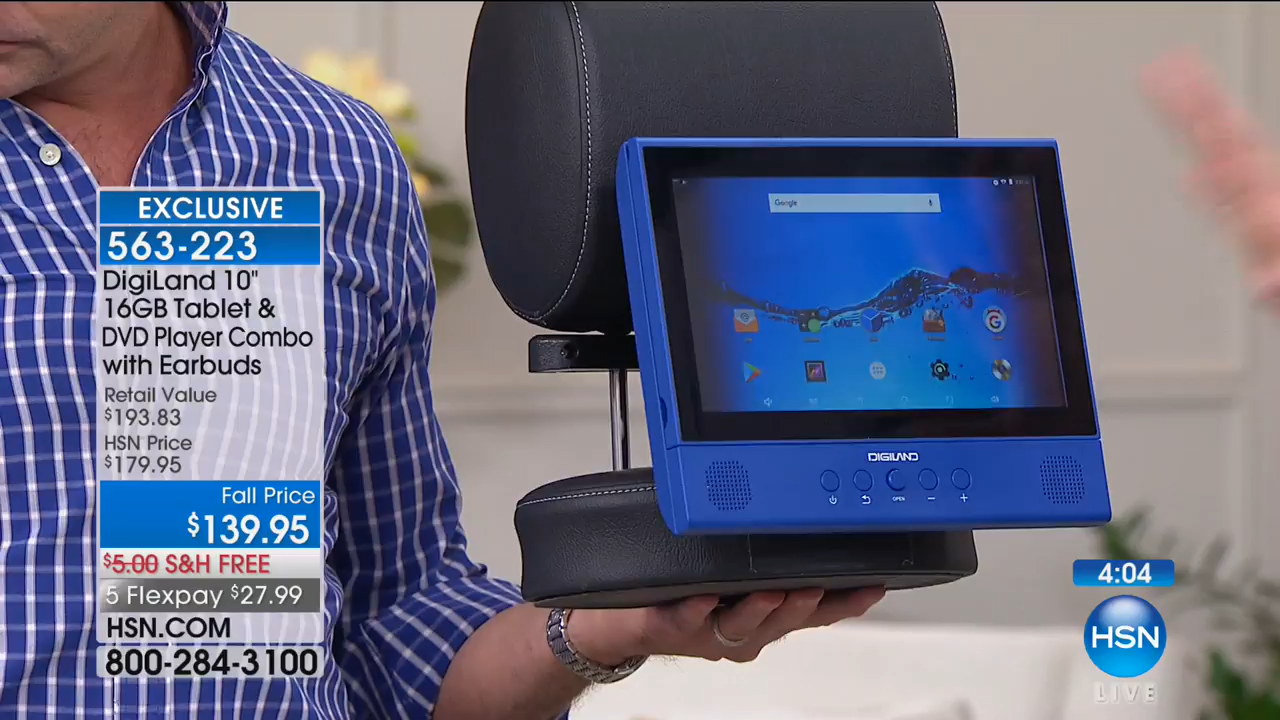 EXCLUSIVE
563-223
DigiLand 10"
16GB Tablet &
DVD Player Combo
with Earbuds
Retail Value
$193.83
HSN Price
$179.95
Fall Price
$139.95
$5.00 S&H FREE
5 Flexpay $27.99
HSN.COM
800-284-3100
Google
DIGILAND
OPEN
4:04
HSN
LIVE